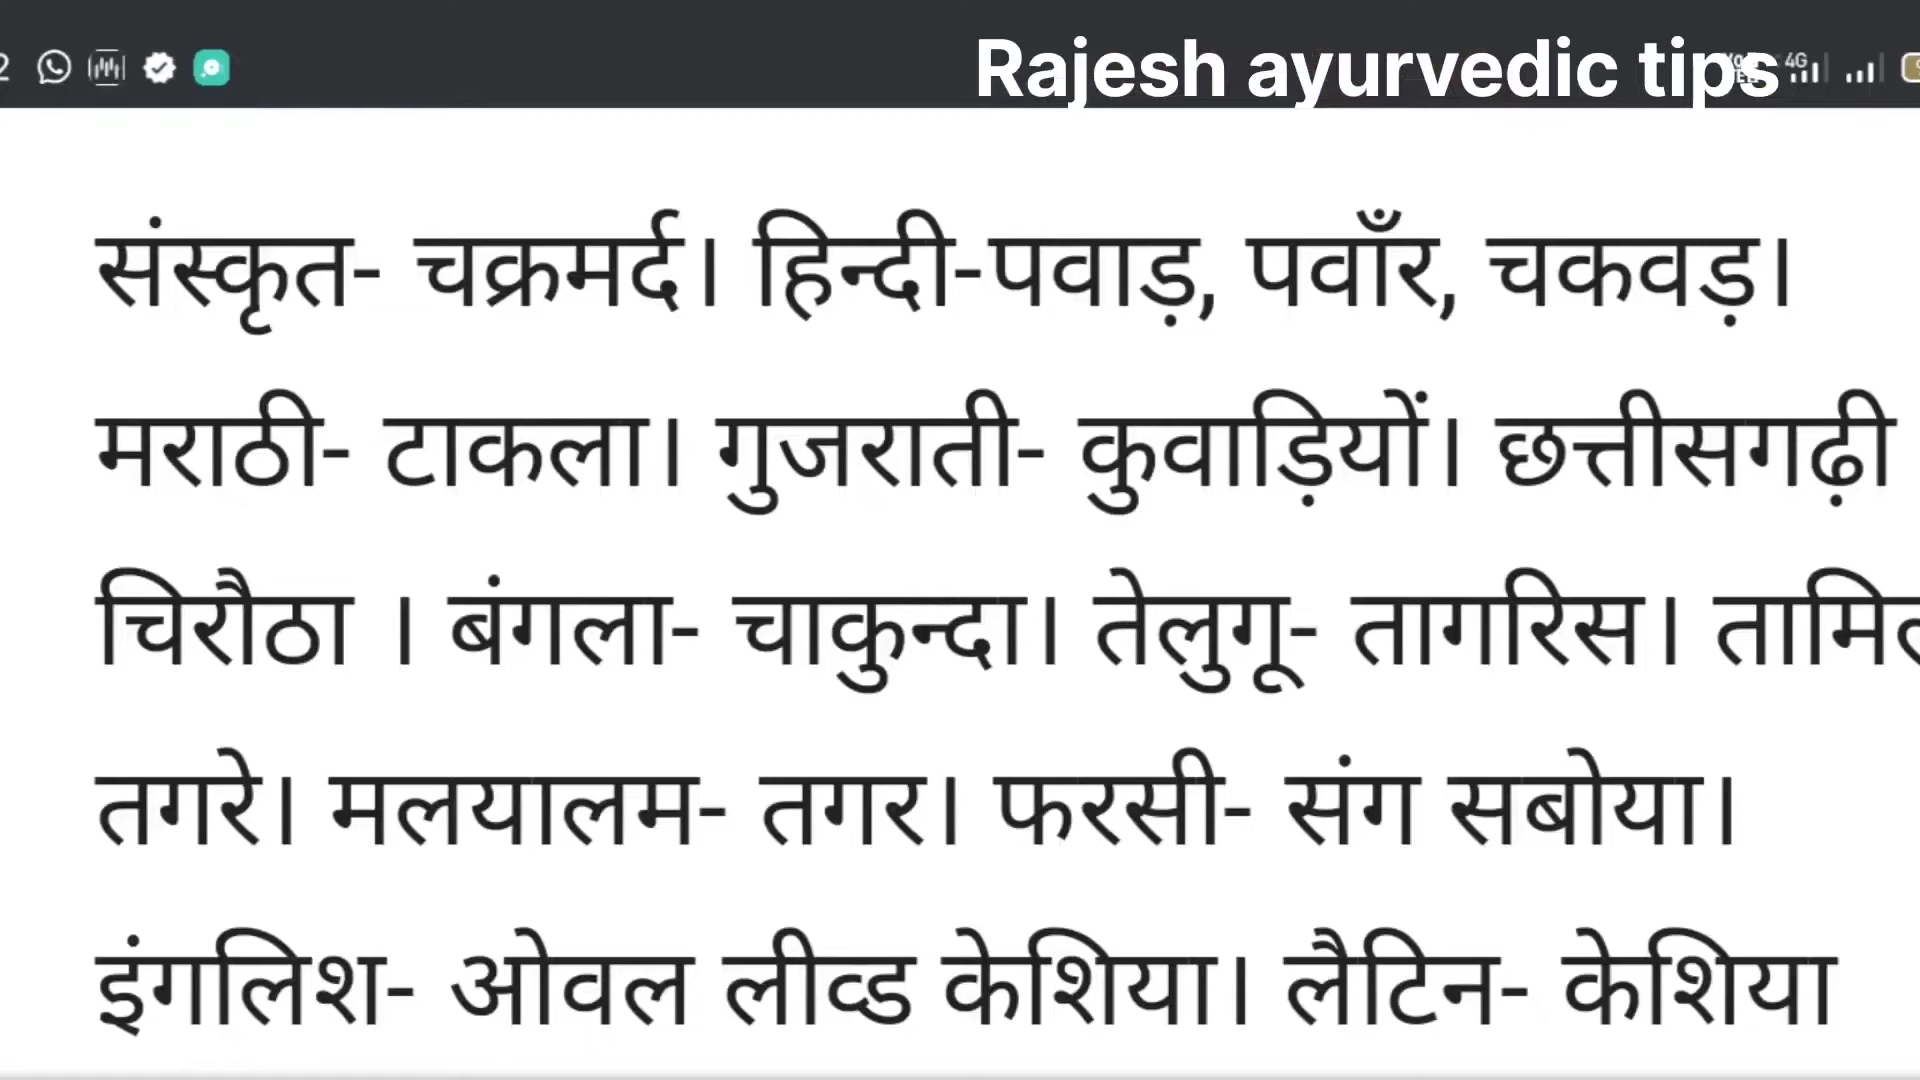 Rajesh ayurvedic tips
संस्कृत- चक्रमर्द। हिन्दी-पवाड़, पवाँर, चकवड़।
मराठी- टाकला। गुजराती- कुवाड़ियों। छत्तीसगढ़ी
चिरौठा । बंगला- चाकुन्दा। तेलुगू- तागरिस।
तगरे। मलयालम- तगर। फरसी- संग सबोया।
इंगलिश- ओवल लीव्ड केशिया। लैटिन- केशिया